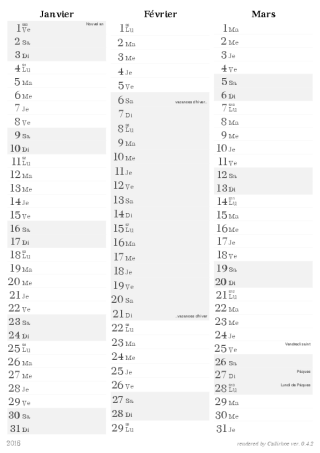 Janvier
1 Ve Nouvel an
2 Sa
3 Di
4 Lu
5 Ma
6 Me
7 Je
8 Ve
9 Sa
10 Di
11 Lu
12 Ma
13 Me
14 Je
15 Ve
16 Sa
17 Di
18 Lu
19 Ma
20 Me
21 Je
22 Ve
23 Sa
24 Di
25 Lu
26 Ma
27 Me
28 Je
29 Ve
30 Sa
31 Di
Février
1 Lu
2 Ma
3 Me
4 Je
5 Ve
6 Sa vacances d'hiver..
7 Di
8 Lu
9 Ma
10 Me
11 Je
12 Ve
13 Sa
14 Di
15 Lu
16 Ma
17 Me
18 Je
19 Ve
20 Sa
21 Di ..vacances d'hiver
22 Lu
23 Ma
24 Me
25 Je
26 Ve
27 Sa
28 Di
29 Lu
Mars
1 Ma
2 Me
3 Je
4 Ve
5 Sa
6 Di
7 Lu
8 Ma
9 Me
10 Je
11 Ve
12 Sa
13 Di
14 Lu
15 Ma
16 Me
17 Je
18 Ve
19 Sa
20 Di
21 Lu
22 Ma
23 Me
24 Je
25 Ve Vendredi saint
26 Sa
27 Di Pâques
28 Lu Lundi de Pâques
29 Ma
30 Me
31 Je
2016
rendered by Callirhoe ver. 0.4.2